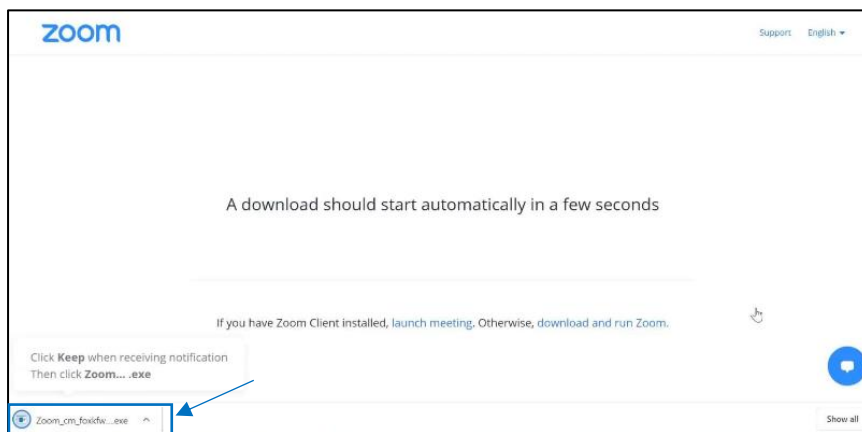 zoom
Support English
A download should start automatically in a few seconds
If you have Zoom Client installed, launch meeting. Otherwise, download and run Zoom.
Click Keep when receiving notification
Then click Zoom... .exe
Zoom_cm_foxkfw....exe
Show all